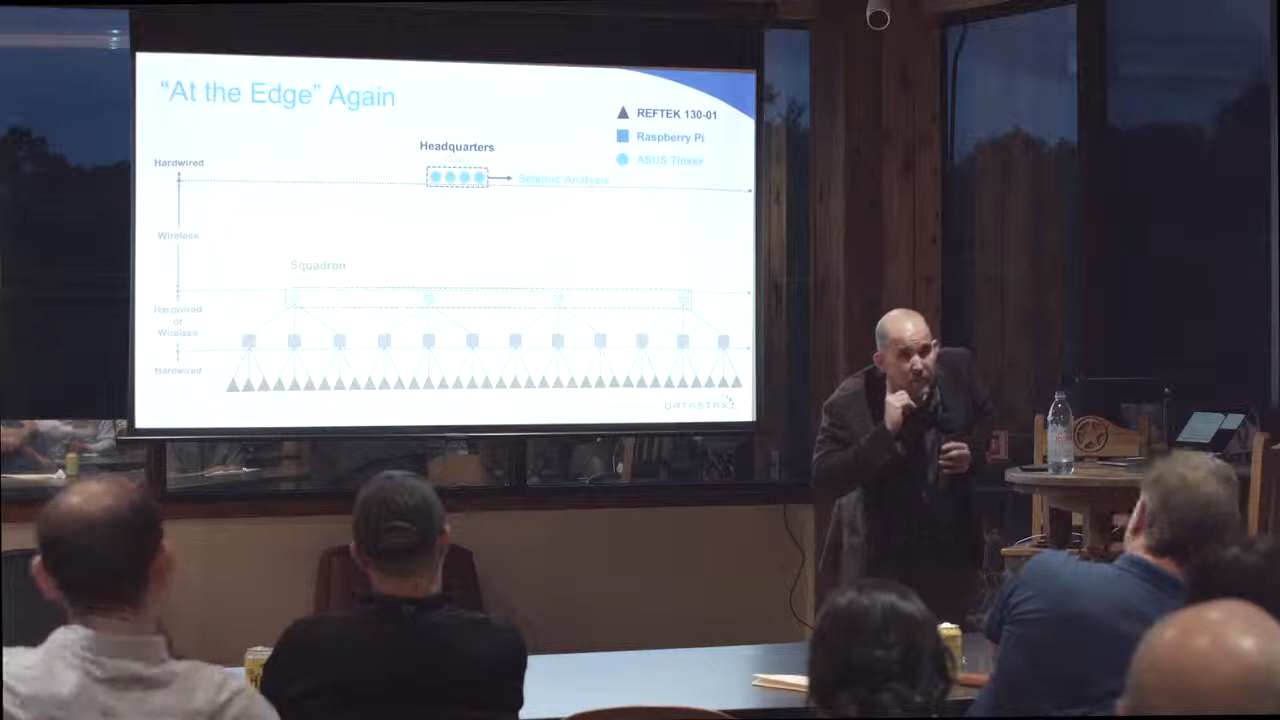 “At the Edge” Again
REFTEK 130-01
Raspberry Pi
ASUS Tinker
Headquarters
Seismic Analysis
Hardwired
Wireless
Squadron
Hardwired
or
Wireless
Hardwired
DATASTAX